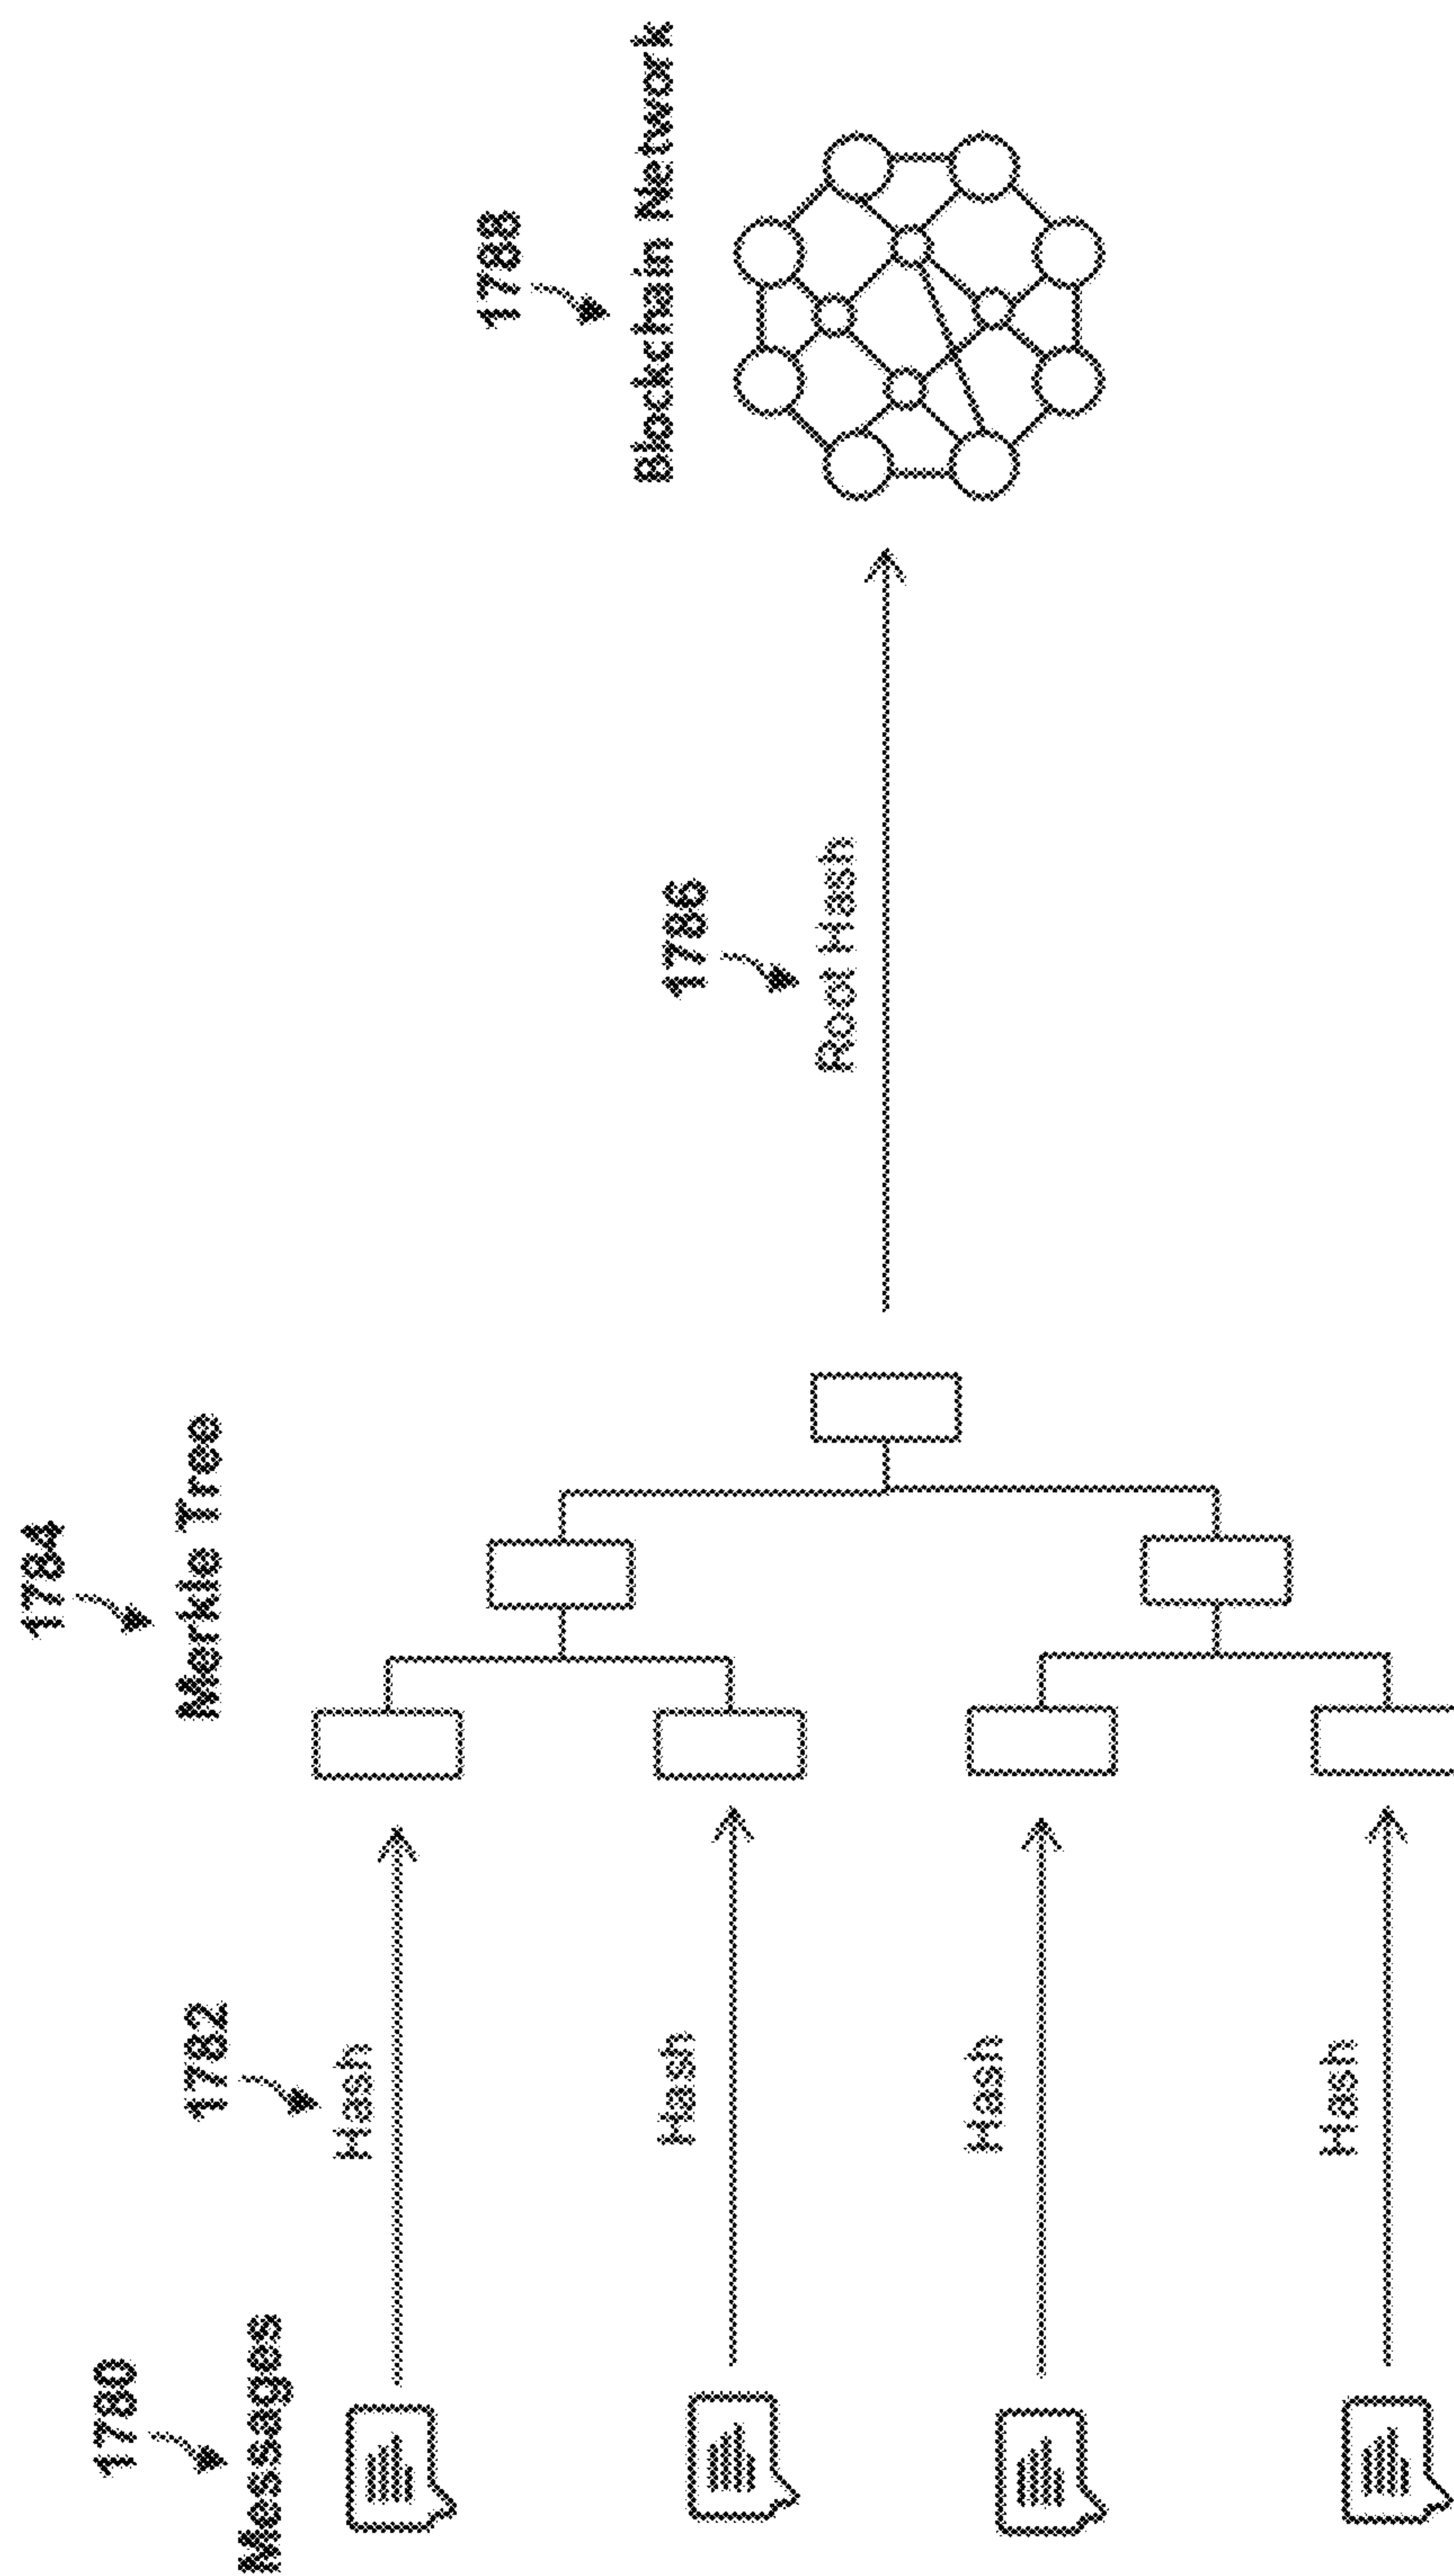 1780
Messages
1782
Hash
Hash
Hash
Hash
1784
Merkle Tree
1786
Root Hash
1788
Blockchain Network